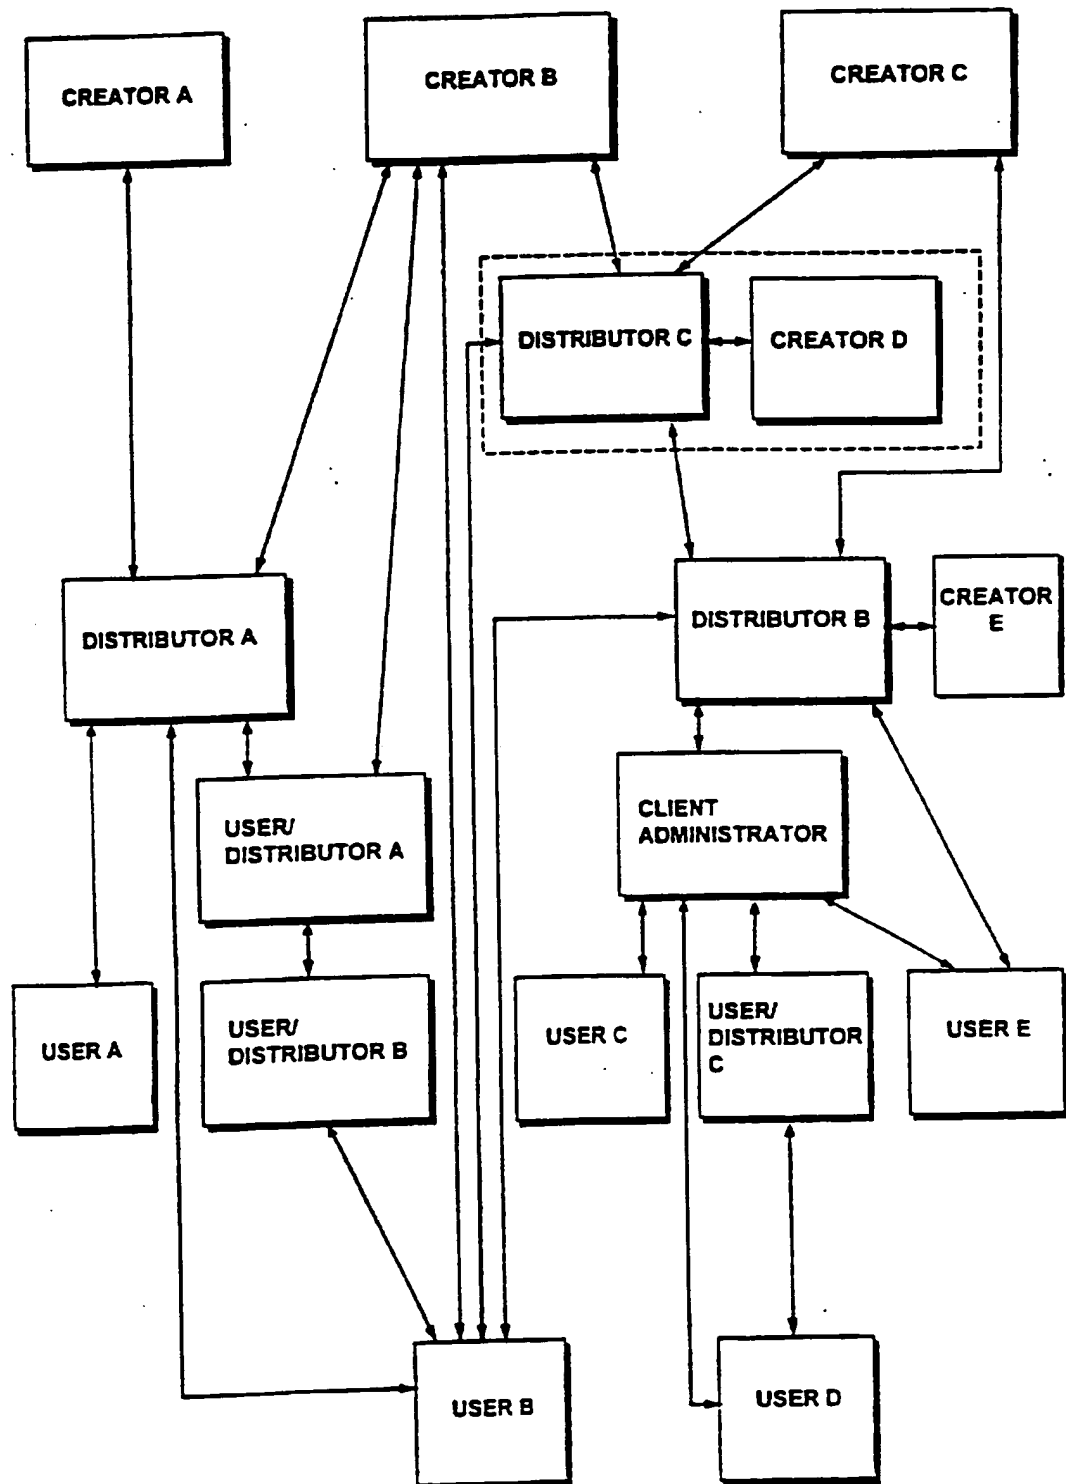 CREATOR A
CREATOR B
CREATOR C
DISTRIBUTOR C
CREATOR D
DISTRIBUTOR A
DISTRIBUTOR B
CREATOR
E
USER/
DISTRIBUTOR A
CLIENT
ADMINISTRATOR
USER A
USER/
DISTRIBUTOR B
USER C
USER/
DISTRIBUTOR
C
USER E
USER B
USER D